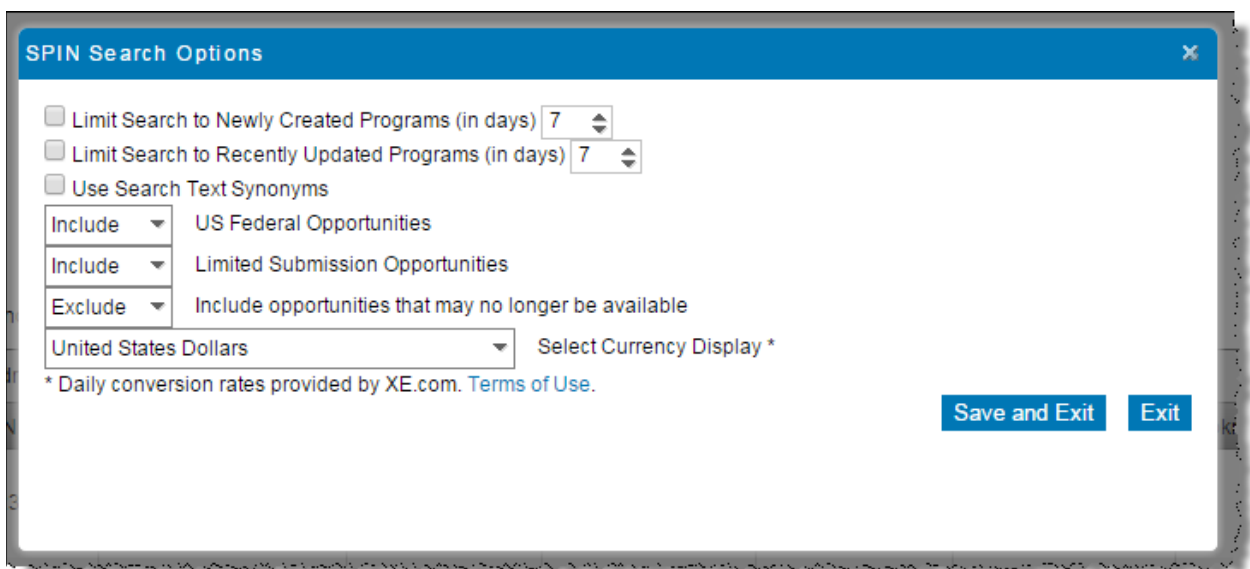 SPIN Search Options
Limit Search to Newly Created Programs (in days) 7
Limit Search to Recently Updated Programs (in days) 7
Use Search Text Synonyms
Include US Federal Opportunities
Include Limited Submission Opportunities
Exclude Include opportunities that may no longer be available
United States Dollars Select Currency Display *
* Daily conversion rates provided by XE.com. Terms of Use.
Save and Exit Exit